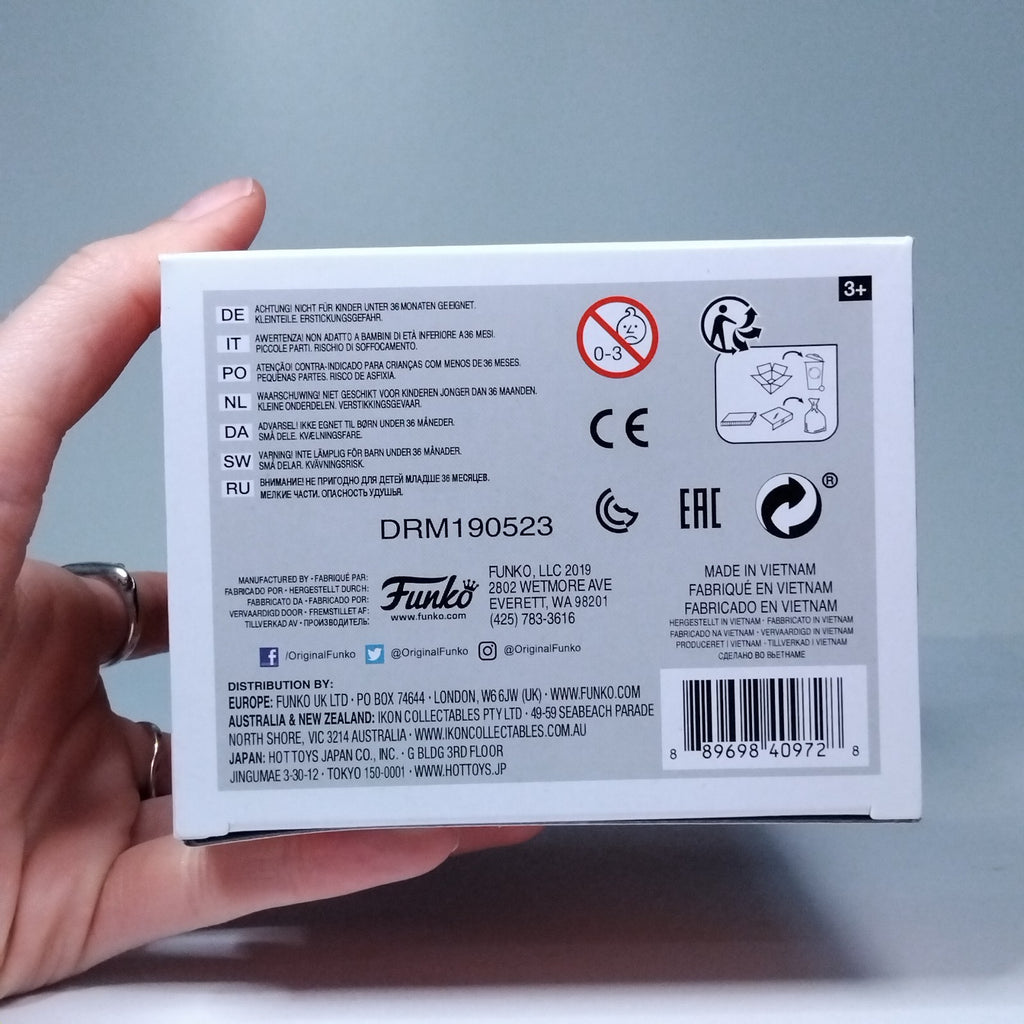 3+
DE ACHTUNG! NICHT FÜR KINDER UNTER 36 MONATEN GEEIGNET.
KLEINTEILE. ERSTICKUNGSGEFAHR.
IT AWERTENZA! NON ADATTO A BAMBINI DI ETÀ INFERIORE A 36 MESI.
PICCOLE PARTI. RISCHIO DI SOFFOCAMENTO.
PO ATENÇÃO! CONTRA-INDICADO PARA CRIANÇAS COM MENOS DE 36 MESES.
PEQUENAS PARTES. RISCO DE ASFIXIA.
NL WAARSCHUWING! NIET GESCHIKT VOOR KINDEREN JONGER DAN 36 MAANDEN.
KLEINE ONDERDELEN. VERSTIKKINGSGEVAAR.
DA ADVARSEL! IKKE EGNET TIL BØRN UNDER 36 MÅNEDER.
SMÅ DELE. KVÆLNINGSFARE.
SW VARNING! INTE LÄMPLIG FÖR BARN UNDER 36 MÅNADER.
SMÅ DELAR. KVÄVNINGSRISK.
RU ВНИМАНИЕ! НЕ ПРИГОДНО ДЛЯ ДЕТЕЙ МЛАДШЕ 36 МЕСЯЦЕВ.
МЕЛКИЕ ЧАСТИ. ОПАСНОСТЬ УДУШЬЯ.
0-3
CE
EAC
®
DRM190523
MANUFACTURED BY · FABRIQUÉ PAR:
FABRICADO POR · HERGESTELLT DURCH:
FABBRICATO DA · FABRICADO POR:
VERVAARDIGD DOOR · FREMSTILLET AF:
TILLVERKAD AV · ПРОИЗВОДИТЕЛЬ:
Funko
www.funko.com
FUNKO, LLC 2019
2802 WETMORE AVE
EVERETT, WA 98201
(425) 783-3616
MADE IN VIETNAM
FABRIQUÉ EN VIETNAM
FABRICADO EN VIETNAM
HERGESTELLT IN VIETNAM · FABBRICATO IN VIETNAM
FABRICADO NA VIETNAM · VERVAARDIGD IN VIETNAM
PRODUCERET I VIETNAM · TILLVERKAD I VIETNAM
СДЕЛАНО ВО ВЬЕТНАМЕ
/OriginalFunko @OriginalFunko @OriginalFunko
DISTRIBUTION BY:
EUROPE: FUNKO UK LTD · PO BOX 74644 · LONDON, W6 6JW (UK) · WWW.FUNKO.COM
AUSTRALIA & NEW ZEALAND: IKON COLLECTABLES PTY LTD · 49-59 SEABEACH PARADE
NORTH SHORE, VIC 3214 AUSTRALIA · WWW.IKONCOLLECTABLES.COM.AU
JAPAN: HOT TOYS JAPAN CO., INC. · G BLDG 3RD FLOOR
JINGUMAE 3-30-12 · TOKYO 150-0001 · WWW.HOTTOYS.JP
8 89698 40972 8